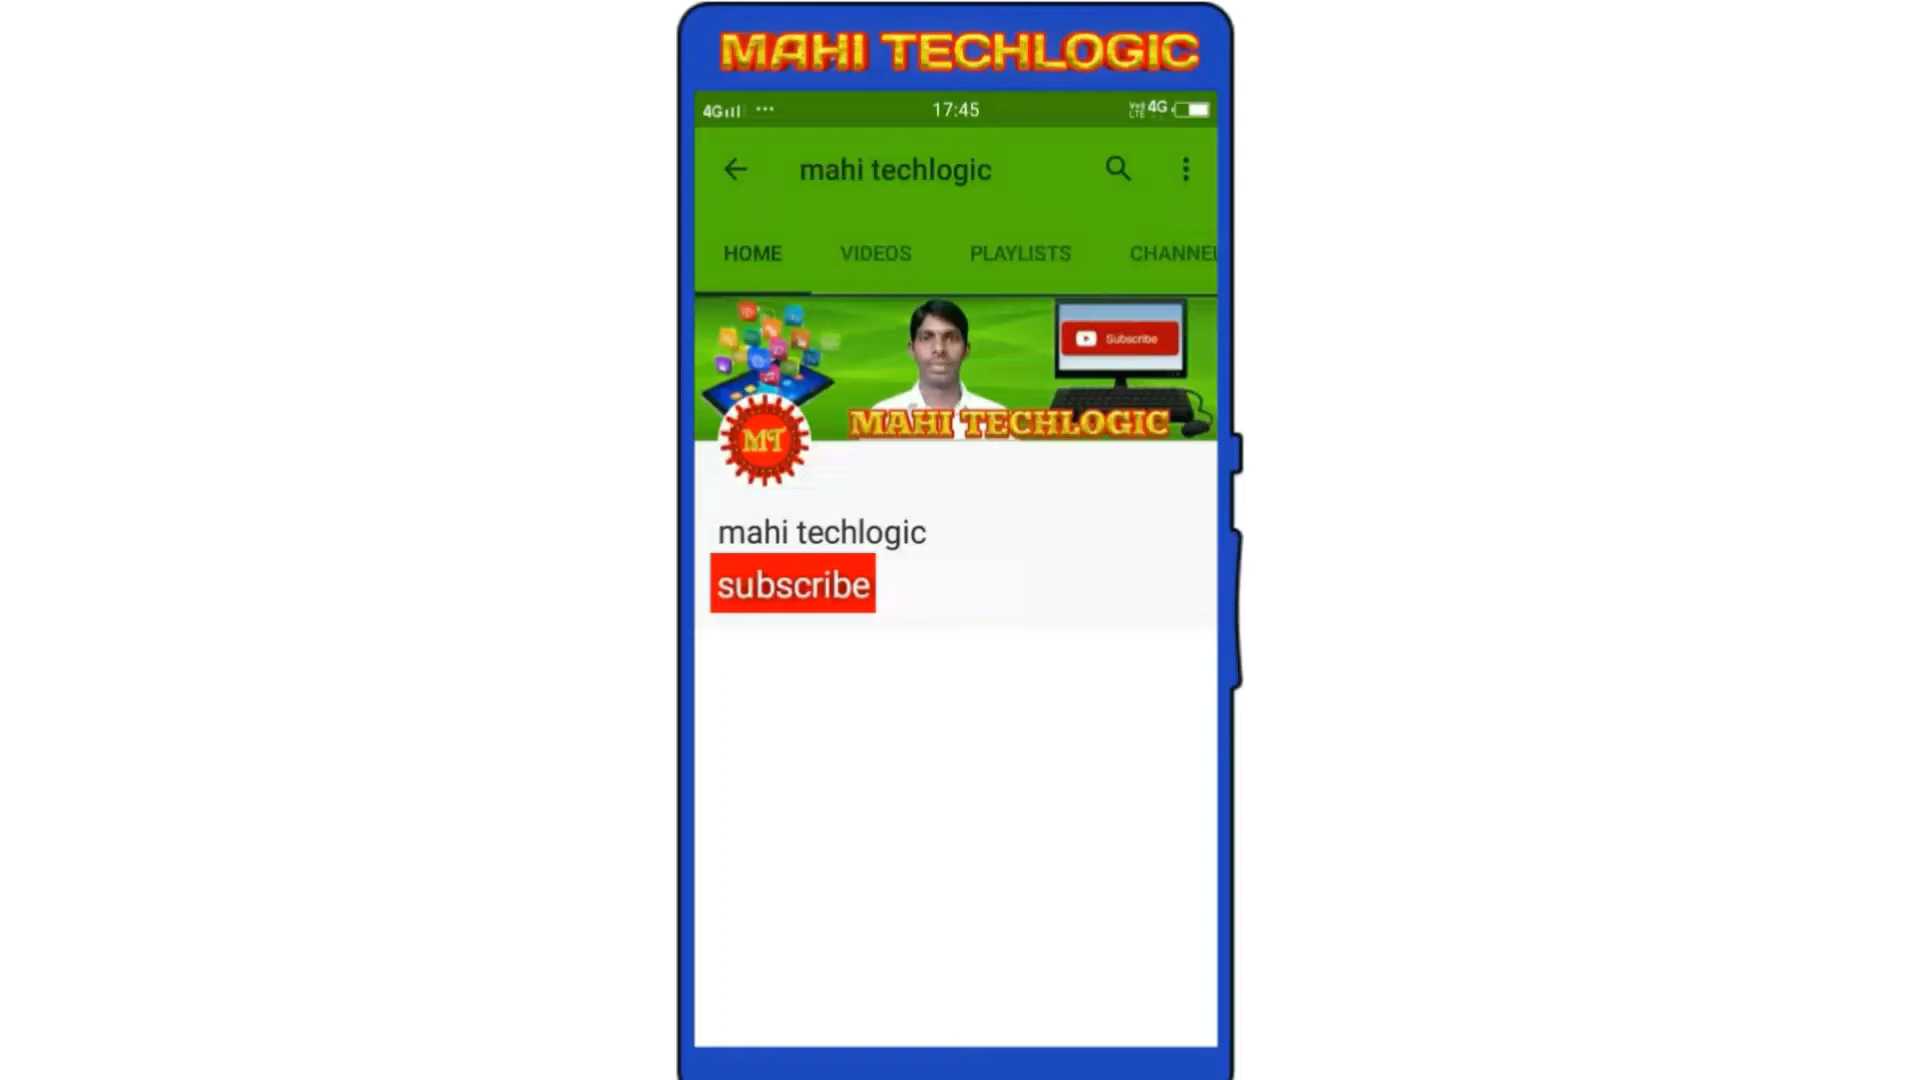 MAHI TECHLOGIC
4G 17:45 4G
mahi techlogic
HOME VIDEOS PLAYLISTS CHANNEL
Subscribe
MAHI TECHLOGIC
MT
mahi techlogic
subscribe